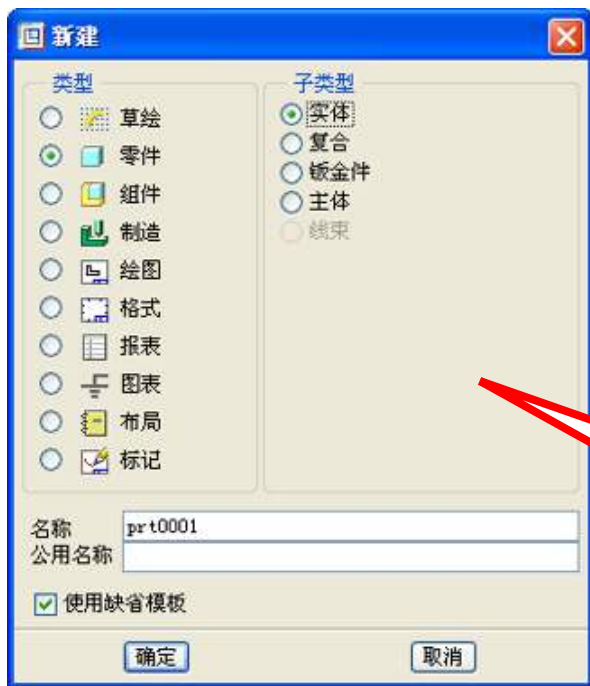 新建
类型
草绘
零件
组件
制造
绘图
格式
报表
图表
布局
标记
子类型
实体
复合
钣金件
主体
线束
名称 prt0001
公用名称
使用缺省模板
确定 取消